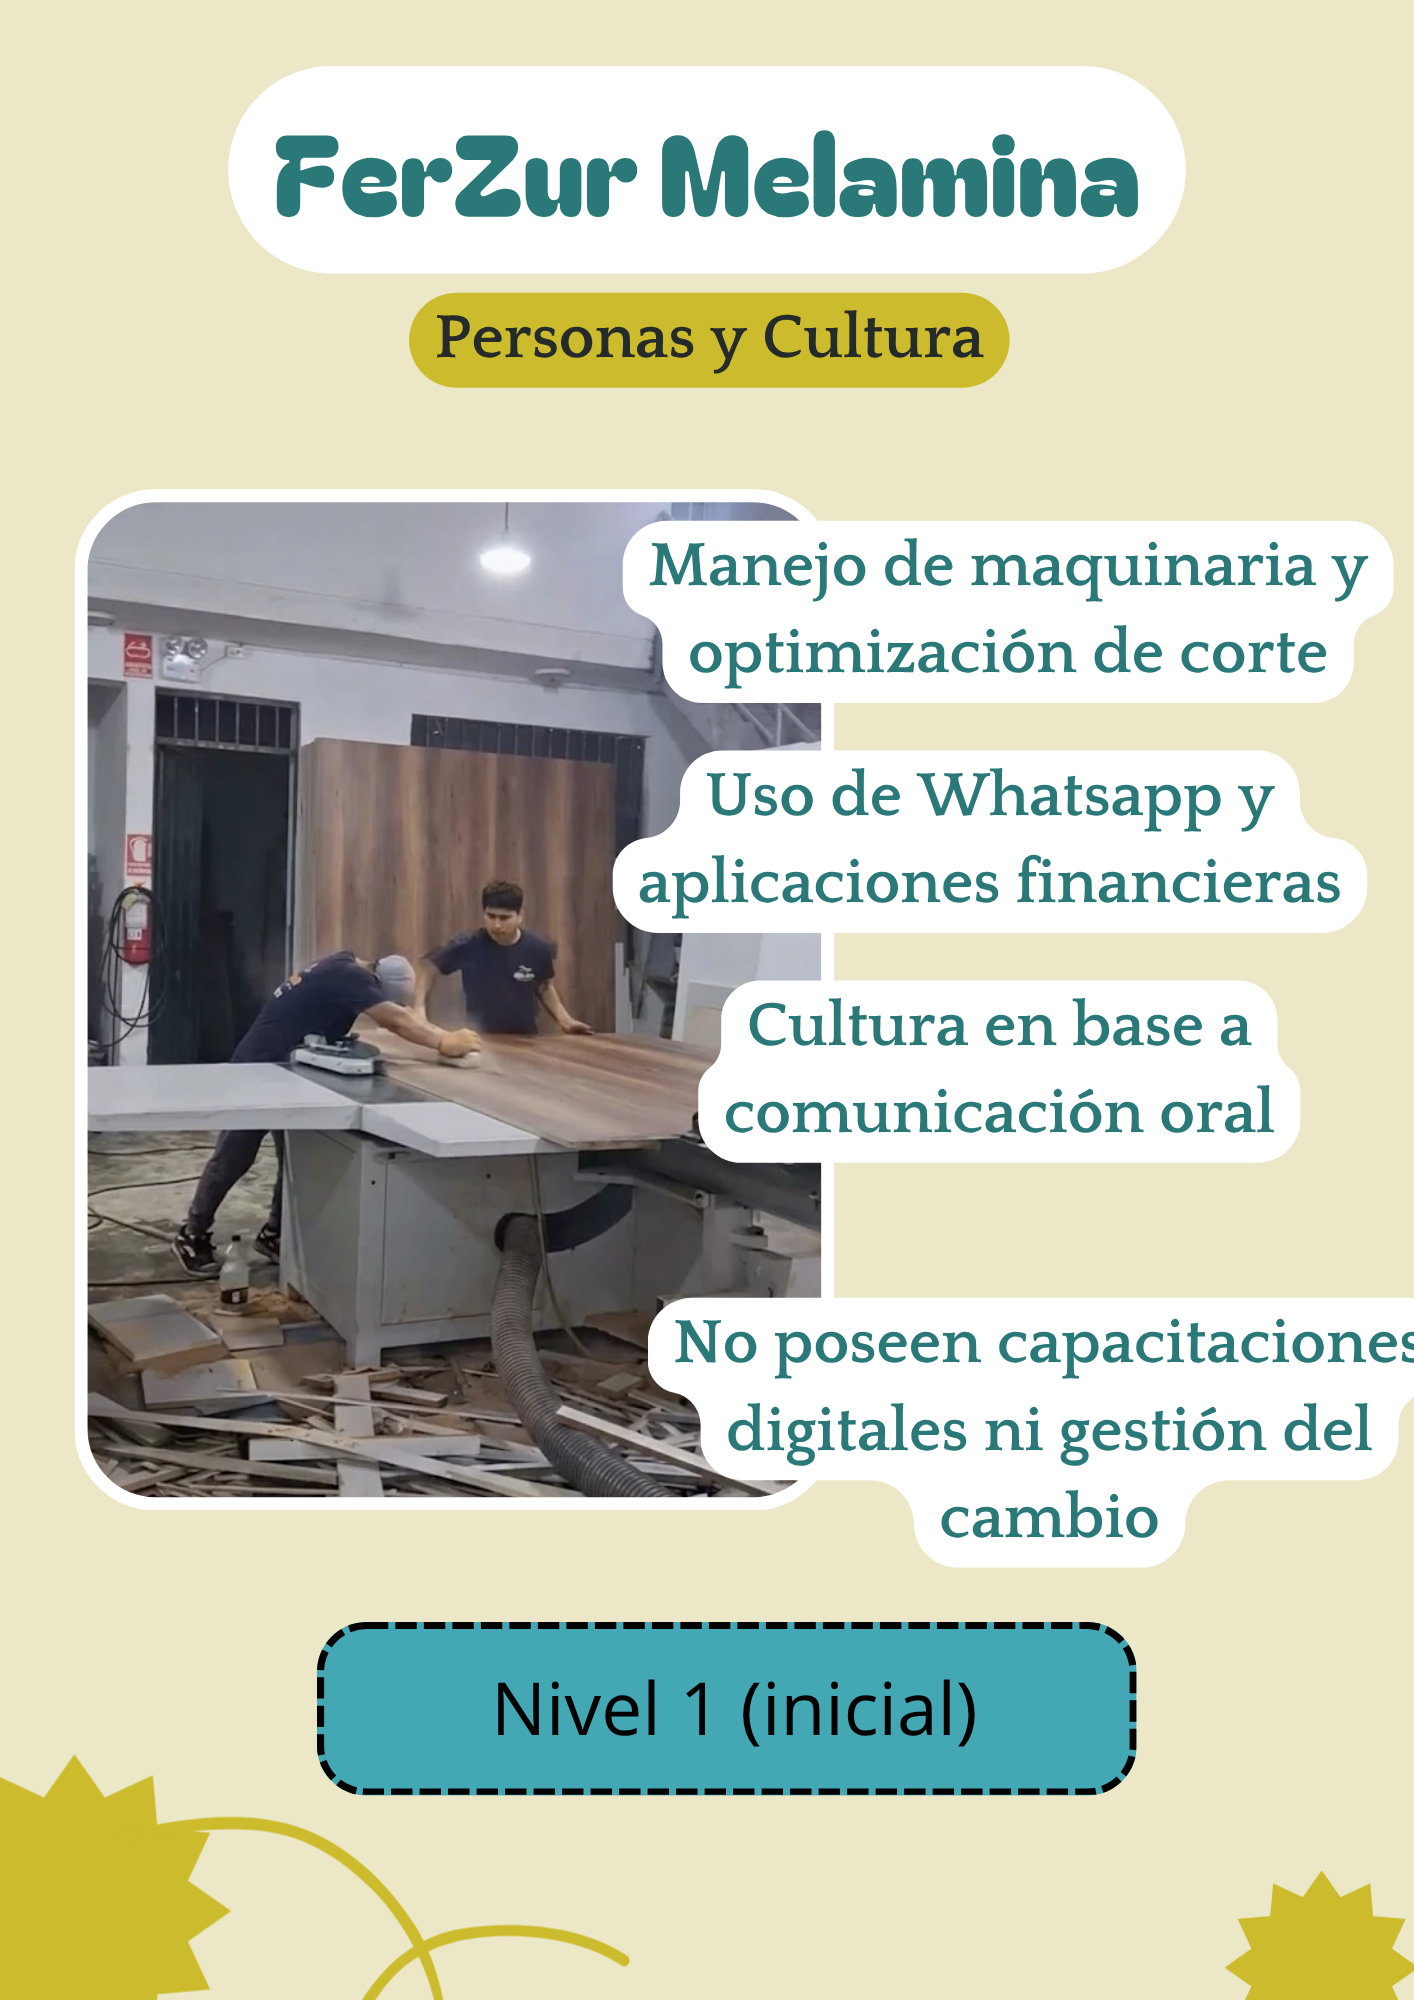 FerZur Melamina
Personas y Cultura
Manejo de maquinaria y
optimización de corte
Uso de Whatsapp y
aplicaciones financieras
Cultura en base a
comunicación oral
No poseen capacitaciones
digitales ni gestión del
cambio
Nivel 1 (inicial)